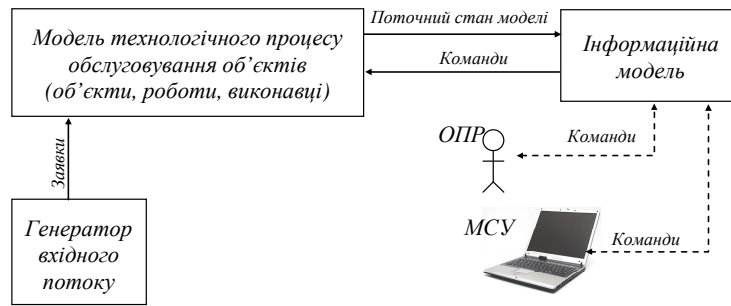 Модель технологічного процесу
обслуговування об’єктів
(об’єкти, роботи, виконавці)
Поточний стан моделі
Команди
Інформаційна
модель
ОПР
Команди
Заявки
Генератор
вхідного
потоку
МСУ
Команди